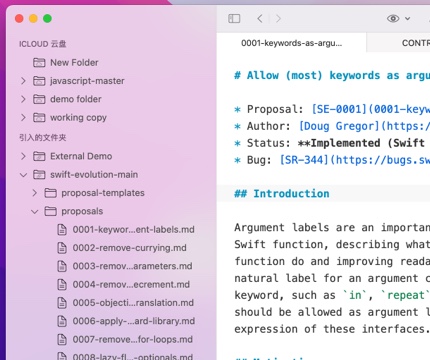 ICLOUD 云盘
New Folder
javascript-master
demo folder
working copy
引入的文件夹
External Demo
swift-evolution-main
proposal-templates
proposals
0001-keywor...ent-labels.md
0002-remove-currying.md
0003-remov...arameters.md
0004-remov...ecrement.md
0005-objecti...ranslation.md
0006-apply-...ard-library.md
0007-remove...for-loops.md
0008-lazy-fl...-optionals.md
0001-keywords-as-argu...
CONTR
# Allow (most) keywords as argu
* Proposal: [SE-0001](0001-keyw
* Author: [Doug Gregor](https:/
* Status: **Implemented (Swift
* Bug: [SR-344](https://bugs.sw
## Introduction
Argument labels are an importan
Swift function, describing what
function do and improving reada
natural label for an argument c
keyword, such as `in`, `repeat`
should be allowed as argument l
expression of these interfaces.